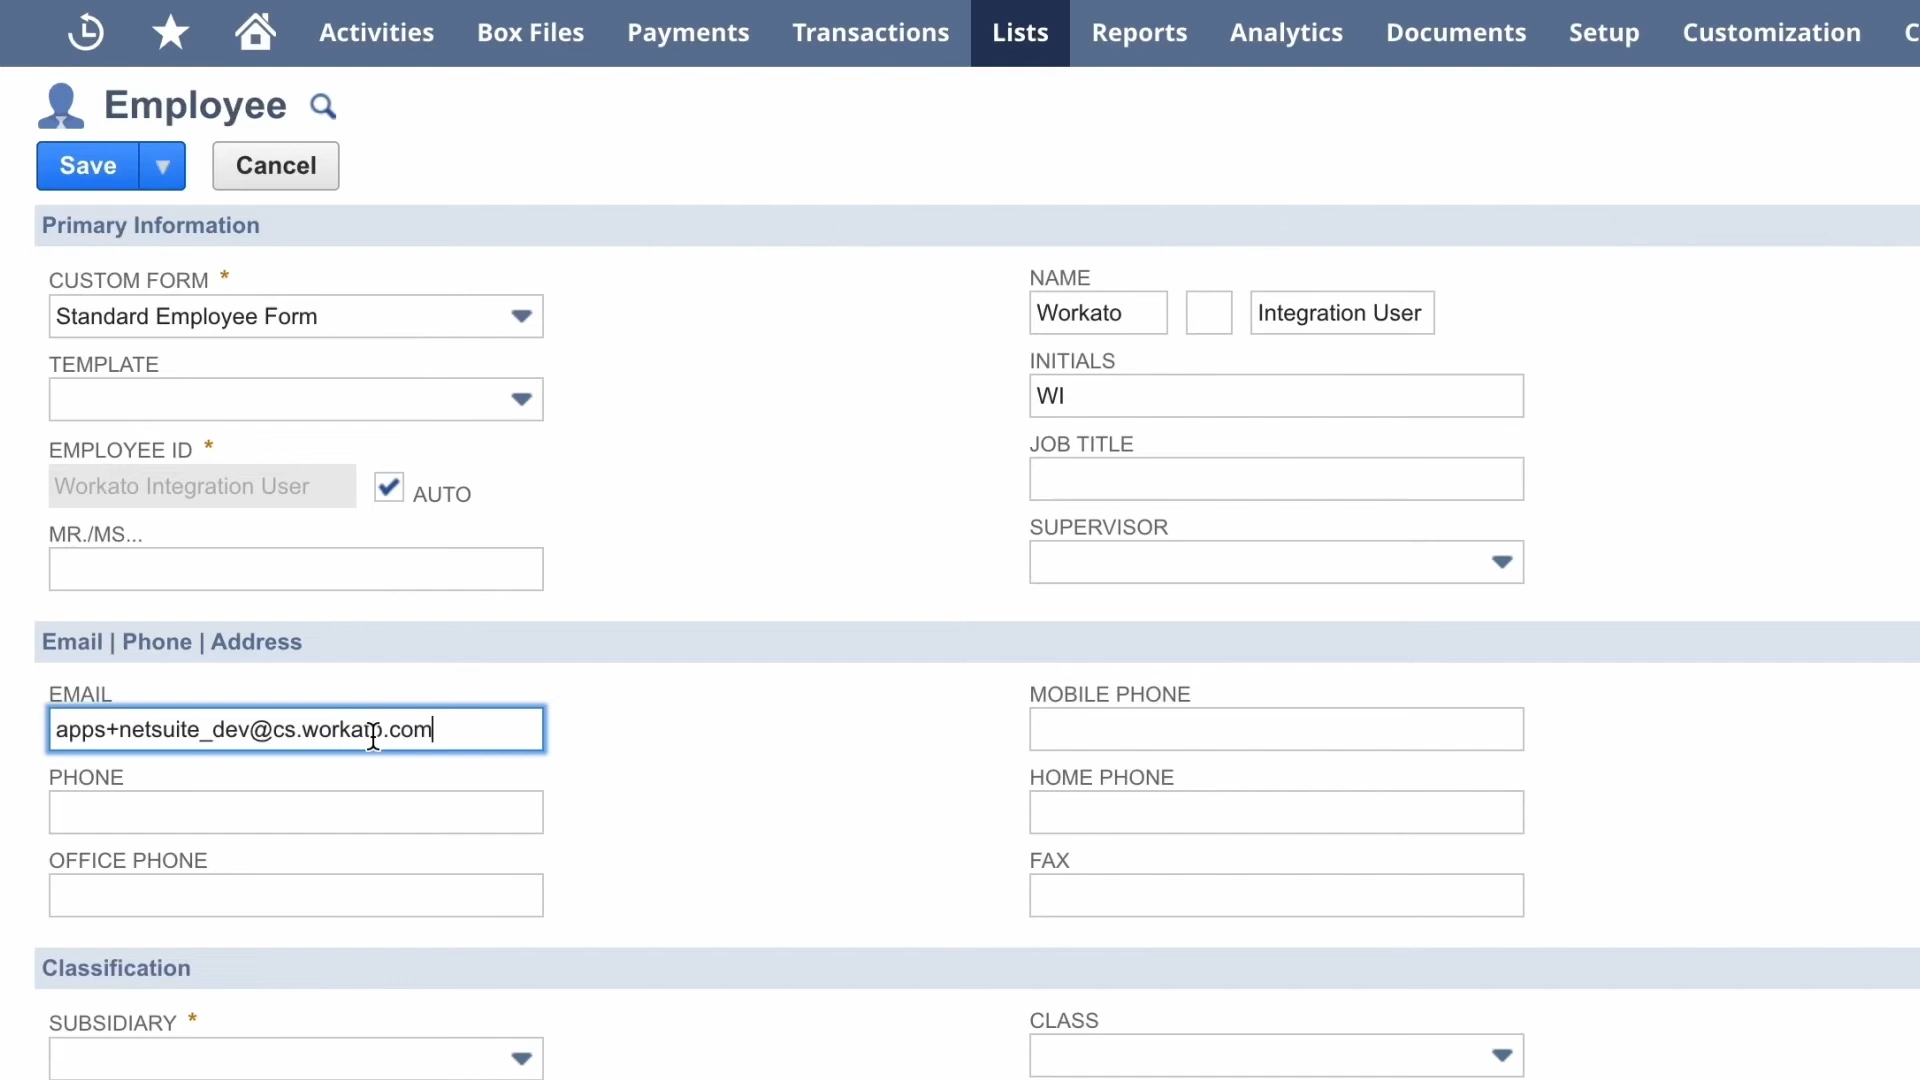 Activities Box Files Payments Transactions Lists Reports Analytics Documents Setup Customization C
Employee
Save Cancel
Primary Information
CUSTOM FORM *
Standard Employee Form
TEMPLATE
EMPLOYEE ID *
Workato Integration User AUTO
MR./MS...
NAME
Workato Integration User
INITIALS
WI
JOB TITLE
SUPERVISOR
Email | Phone | Address
EMAIL
apps+netsuite_dev@cs.workato.com
PHONE
OFFICE PHONE
MOBILE PHONE
HOME PHONE
FAX
Classification
SUBSIDIARY *
CLASS